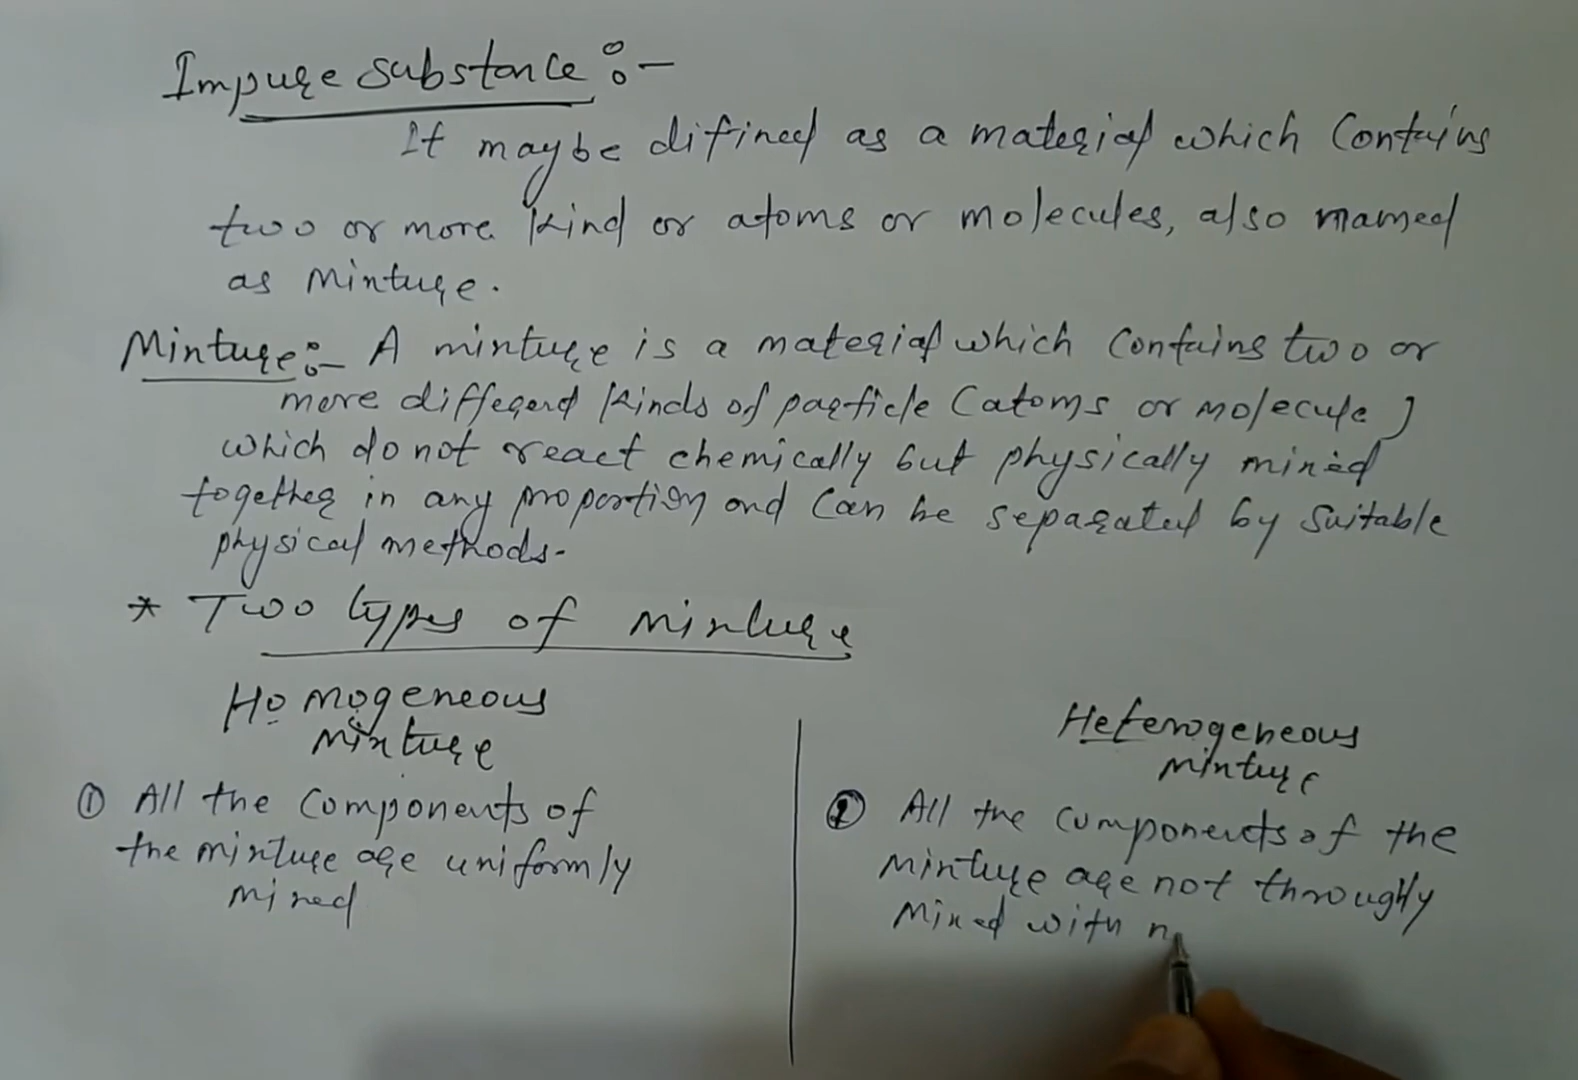 Impure substance :-
It maybe difined as a material which contains
two or more kind or atoms or molecules, also named
as Mixture.
Mixture:- A mixture is a material which contains two or
more differend kinds of particle (atoms or molecule)
which do not react chemically but physically mixed
together in any proportion and can be separated by suitable
physical methods-
* Two types of mixture
Homogeneous
mixture
① All the components of
the mixture are uniformly
mixed
Heterogeneous
mixture
② All the components of the
mixture are not throughly
mixed with n